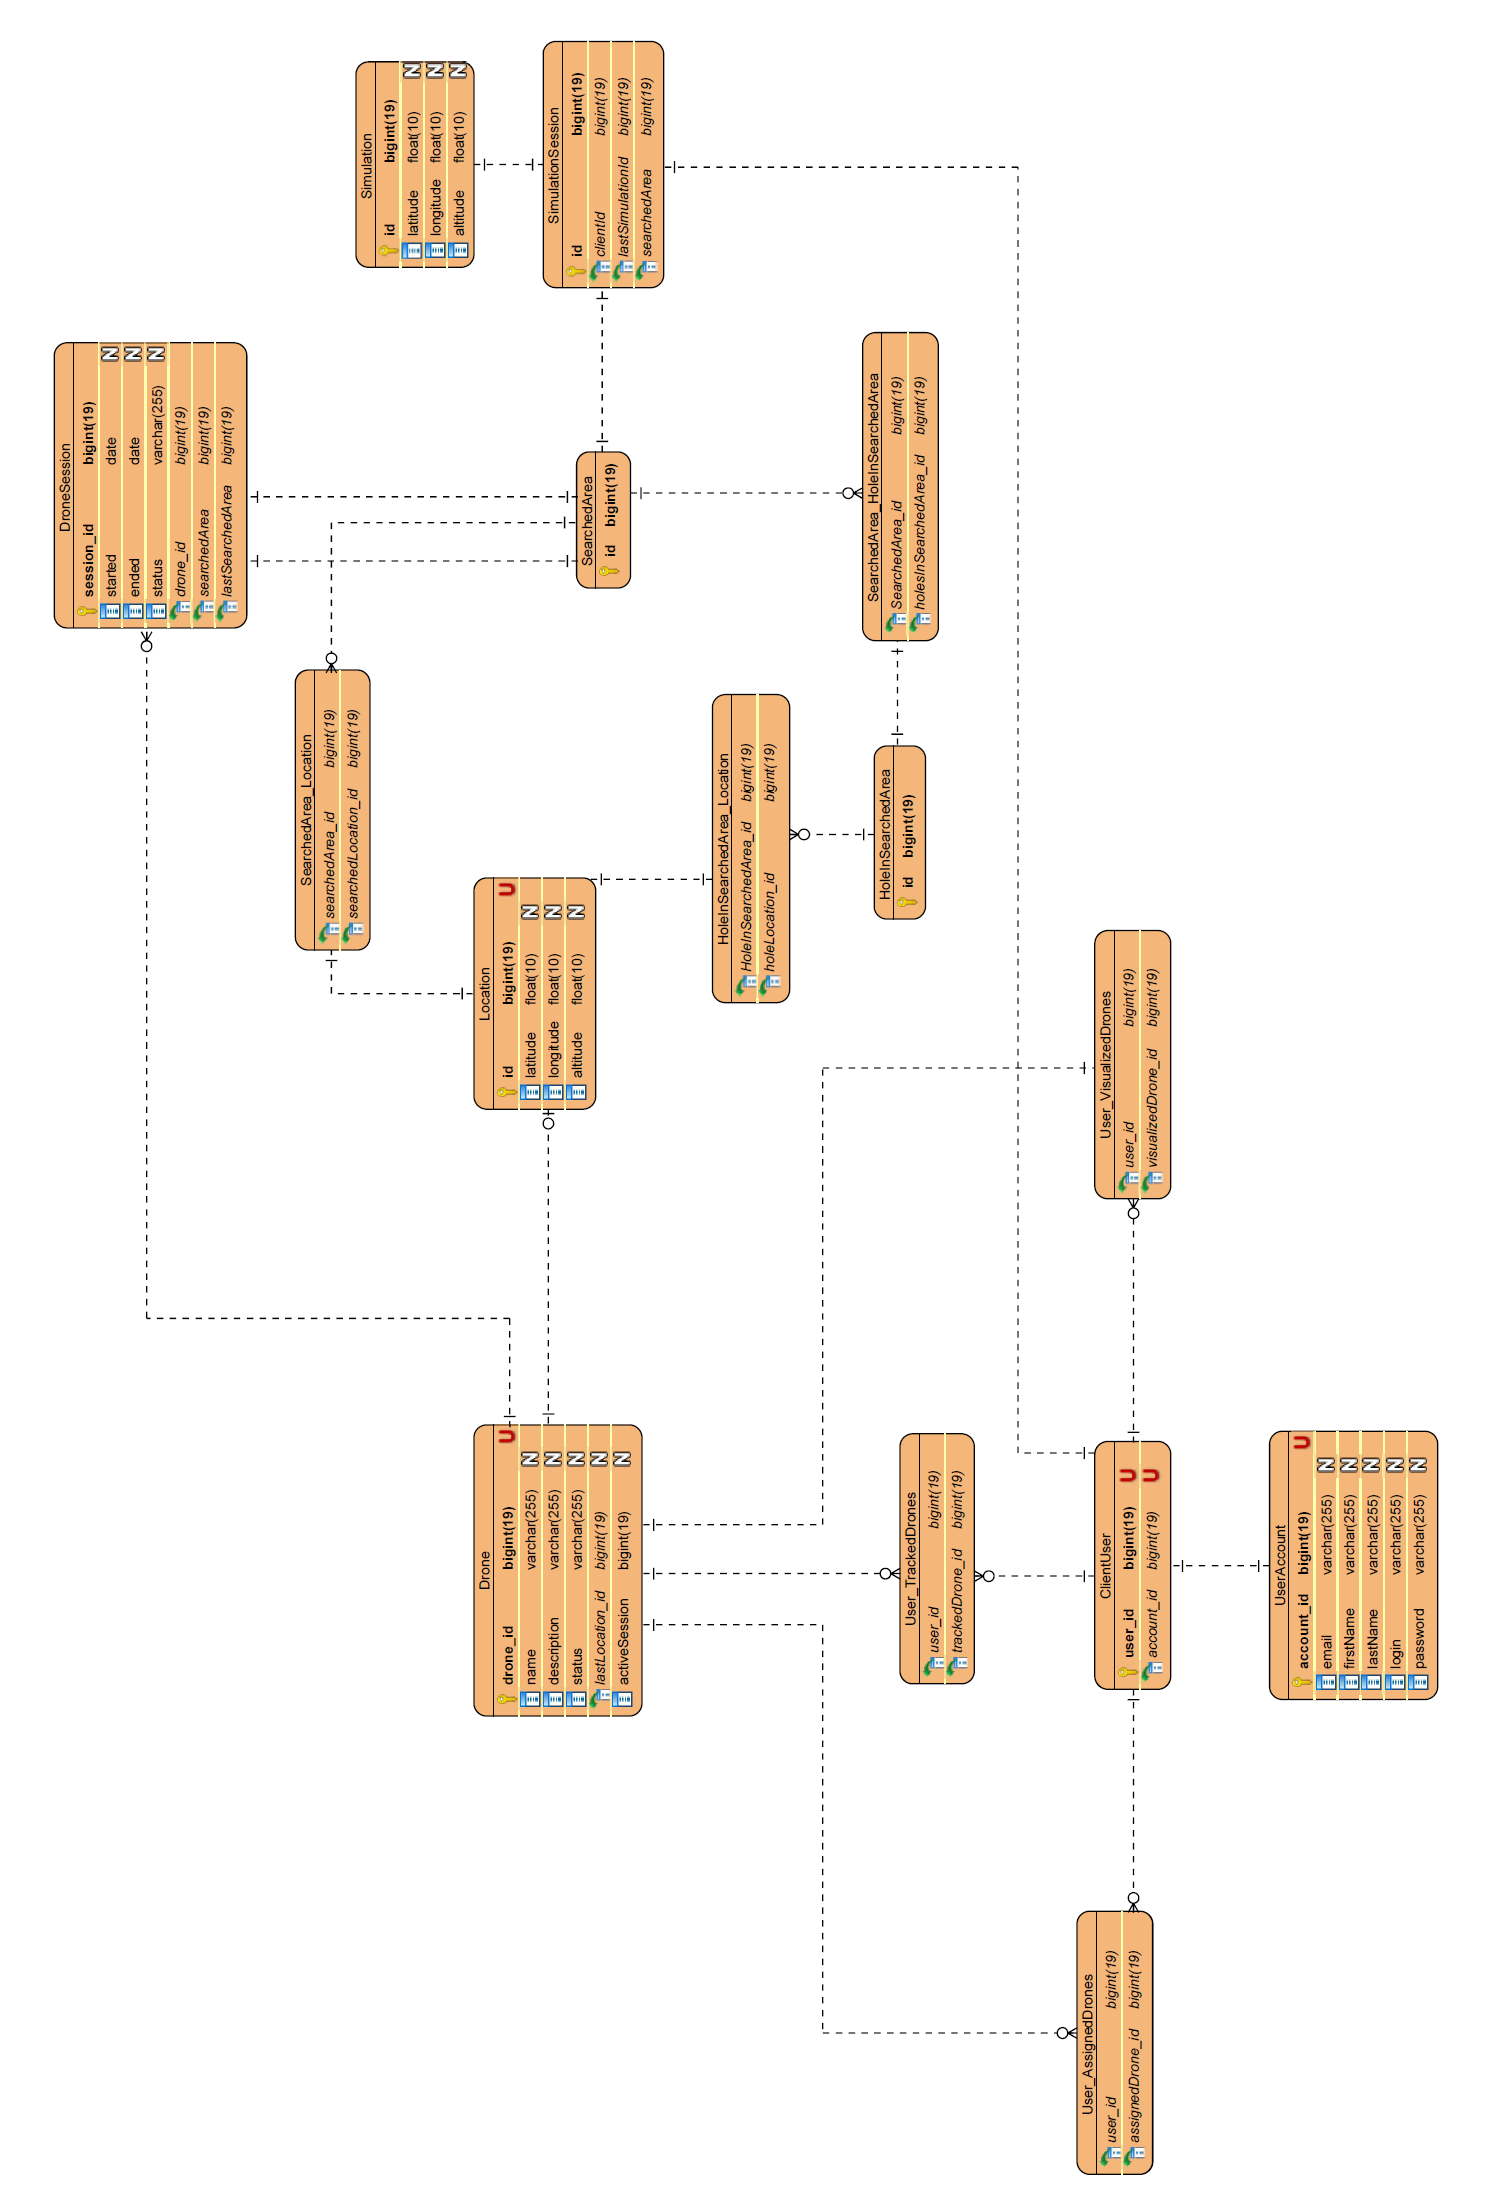 DroneSession
session_id bigint(19)
started date N
ended date N
status varchar(255) N
drone_id bigint(19)
searchedArea bigint(19)
lastSearchedArea bigint(19)
Simulation
id bigint(19)
latitude float(10) N
longitude float(10) N
altitude float(10) N
SimulationSession
id bigint(19)
clientId bigint(19)
lastSimulationId bigint(19)
searchedArea bigint(19)
SearchedArea
id bigint(19)
SearchedArea_Location
searchedArea_id bigint(19)
searchedLocation_id bigint(19)
SearchedArea_HoleInSearchedArea
SearchedArea_id bigint(19)
holesInSearchedArea_id bigint(19)
Location
id bigint(19) U
latitude float(10) N
longitude float(10) N
altitude float(10) N
HoleInSearchedArea_Location
HoleInSearchedArea_id bigint(19)
holeLocation_id bigint(19)
HoleInSearchedArea
id bigint(19)
User_VisualizedDrones
user_id bigint(19)
visualizedDrone_id bigint(19)
Drone
drone_id bigint(19) U
name varchar(255) N
description varchar(255) N
status varchar(255) N
lastLocation_id bigint(19) N
activeSession bigint(19) N
User_TrackedDrones
user_id bigint(19)
trackedDrone_id bigint(19)
ClientUser
user_id bigint(19) U
account_id bigint(19) U
UserAccount
account_id bigint(19) U
email varchar(255) N
firstName varchar(255) N
lastName varchar(255) N
login varchar(255) N
password varchar(255) N
User_AssignedDrones
user_id bigint(19)
assignedDrone_id bigint(19)